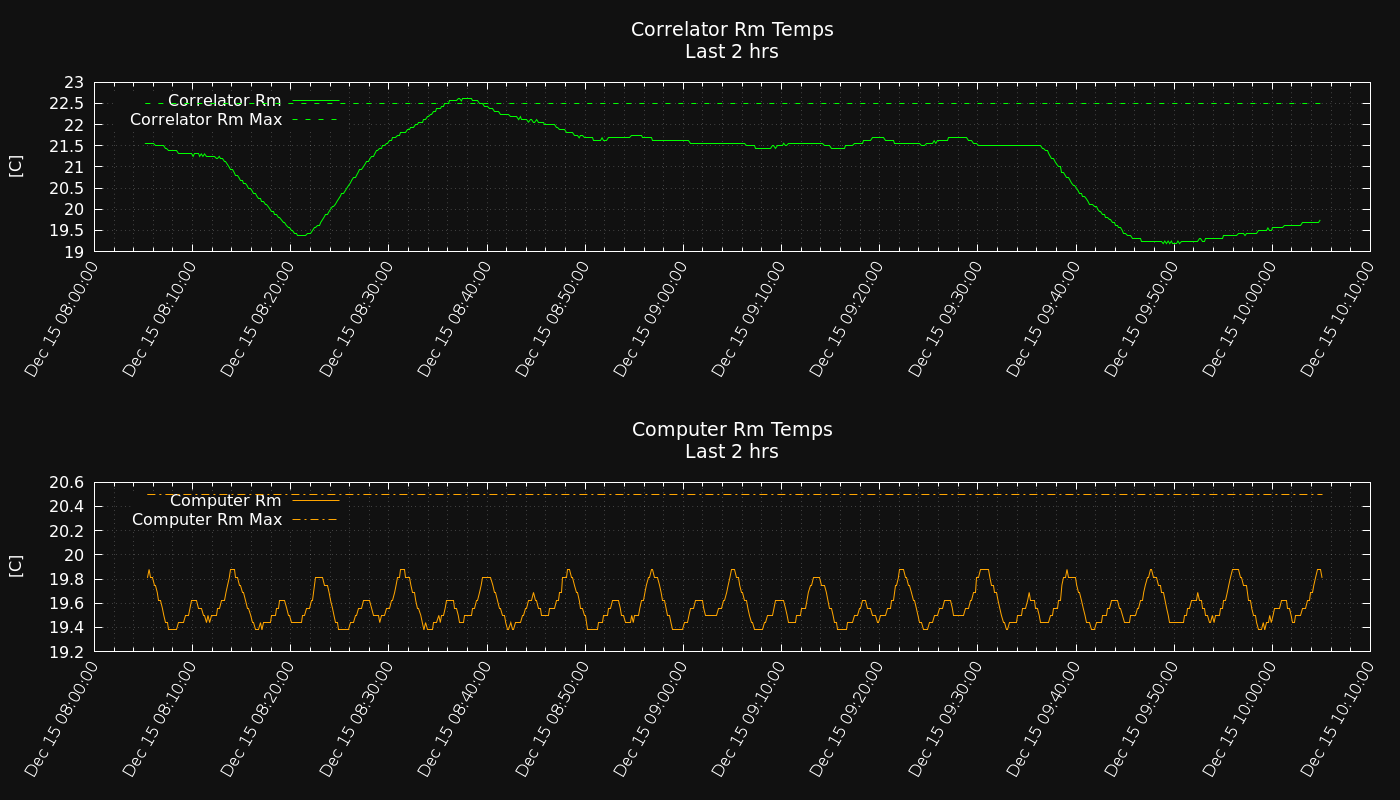 Correlator Rm Temps
Last 2 hrs
23
22.5
22
21.5
21
20.5
20
19.5
19
[C]
Correlator Rm
Correlator Rm Max
Dec 15 08:00:00
Dec 15 08:10:00
Dec 15 08:20:00
Dec 15 08:30:00
Dec 15 08:40:00
Dec 15 08:50:00
Dec 15 09:00:00
Dec 15 09:10:00
Dec 15 09:20:00
Dec 15 09:30:00
Dec 15 09:40:00
Dec 15 09:50:00
Dec 15 10:00:00
Dec 15 10:10:00
Computer Rm Temps
Last 2 hrs
20.6
20.4
20.2
20
19.8
19.6
19.4
19.2
[C]
Computer Rm
Computer Rm Max
Dec 15 08:00:00
Dec 15 08:10:00
Dec 15 08:20:00
Dec 15 08:30:00
Dec 15 08:40:00
Dec 15 08:50:00
Dec 15 09:00:00
Dec 15 09:10:00
Dec 15 09:20:00
Dec 15 09:30:00
Dec 15 09:40:00
Dec 15 09:50:00
Dec 15 10:00:00
Dec 15 10:10:00